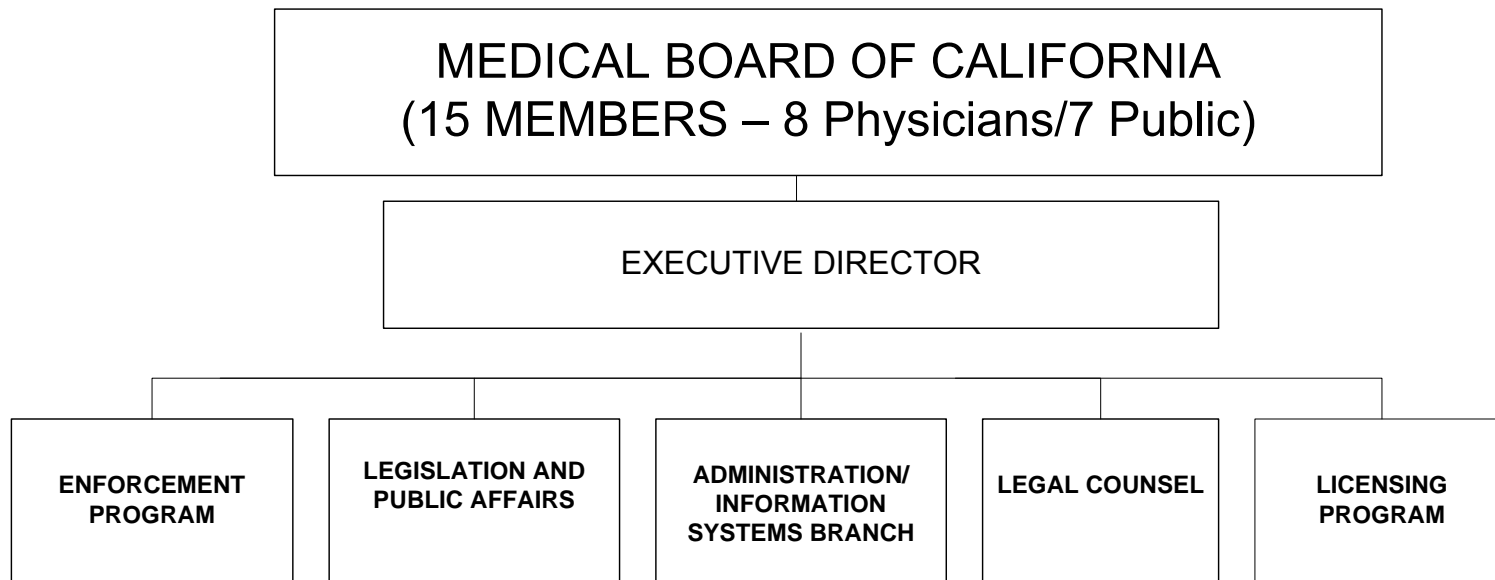 MEDICAL BOARD OF CALIFORNIA
(15 MEMBERS – 8 Physicians/7 Public)
EXECUTIVE DIRECTOR
ENFORCEMENT
PROGRAM
LEGISLATION AND
PUBLIC AFFAIRS
ADMINISTRATION/
INFORMATION
SYSTEMS BRANCH
LEGAL COUNSEL
LICENSING
PROGRAM